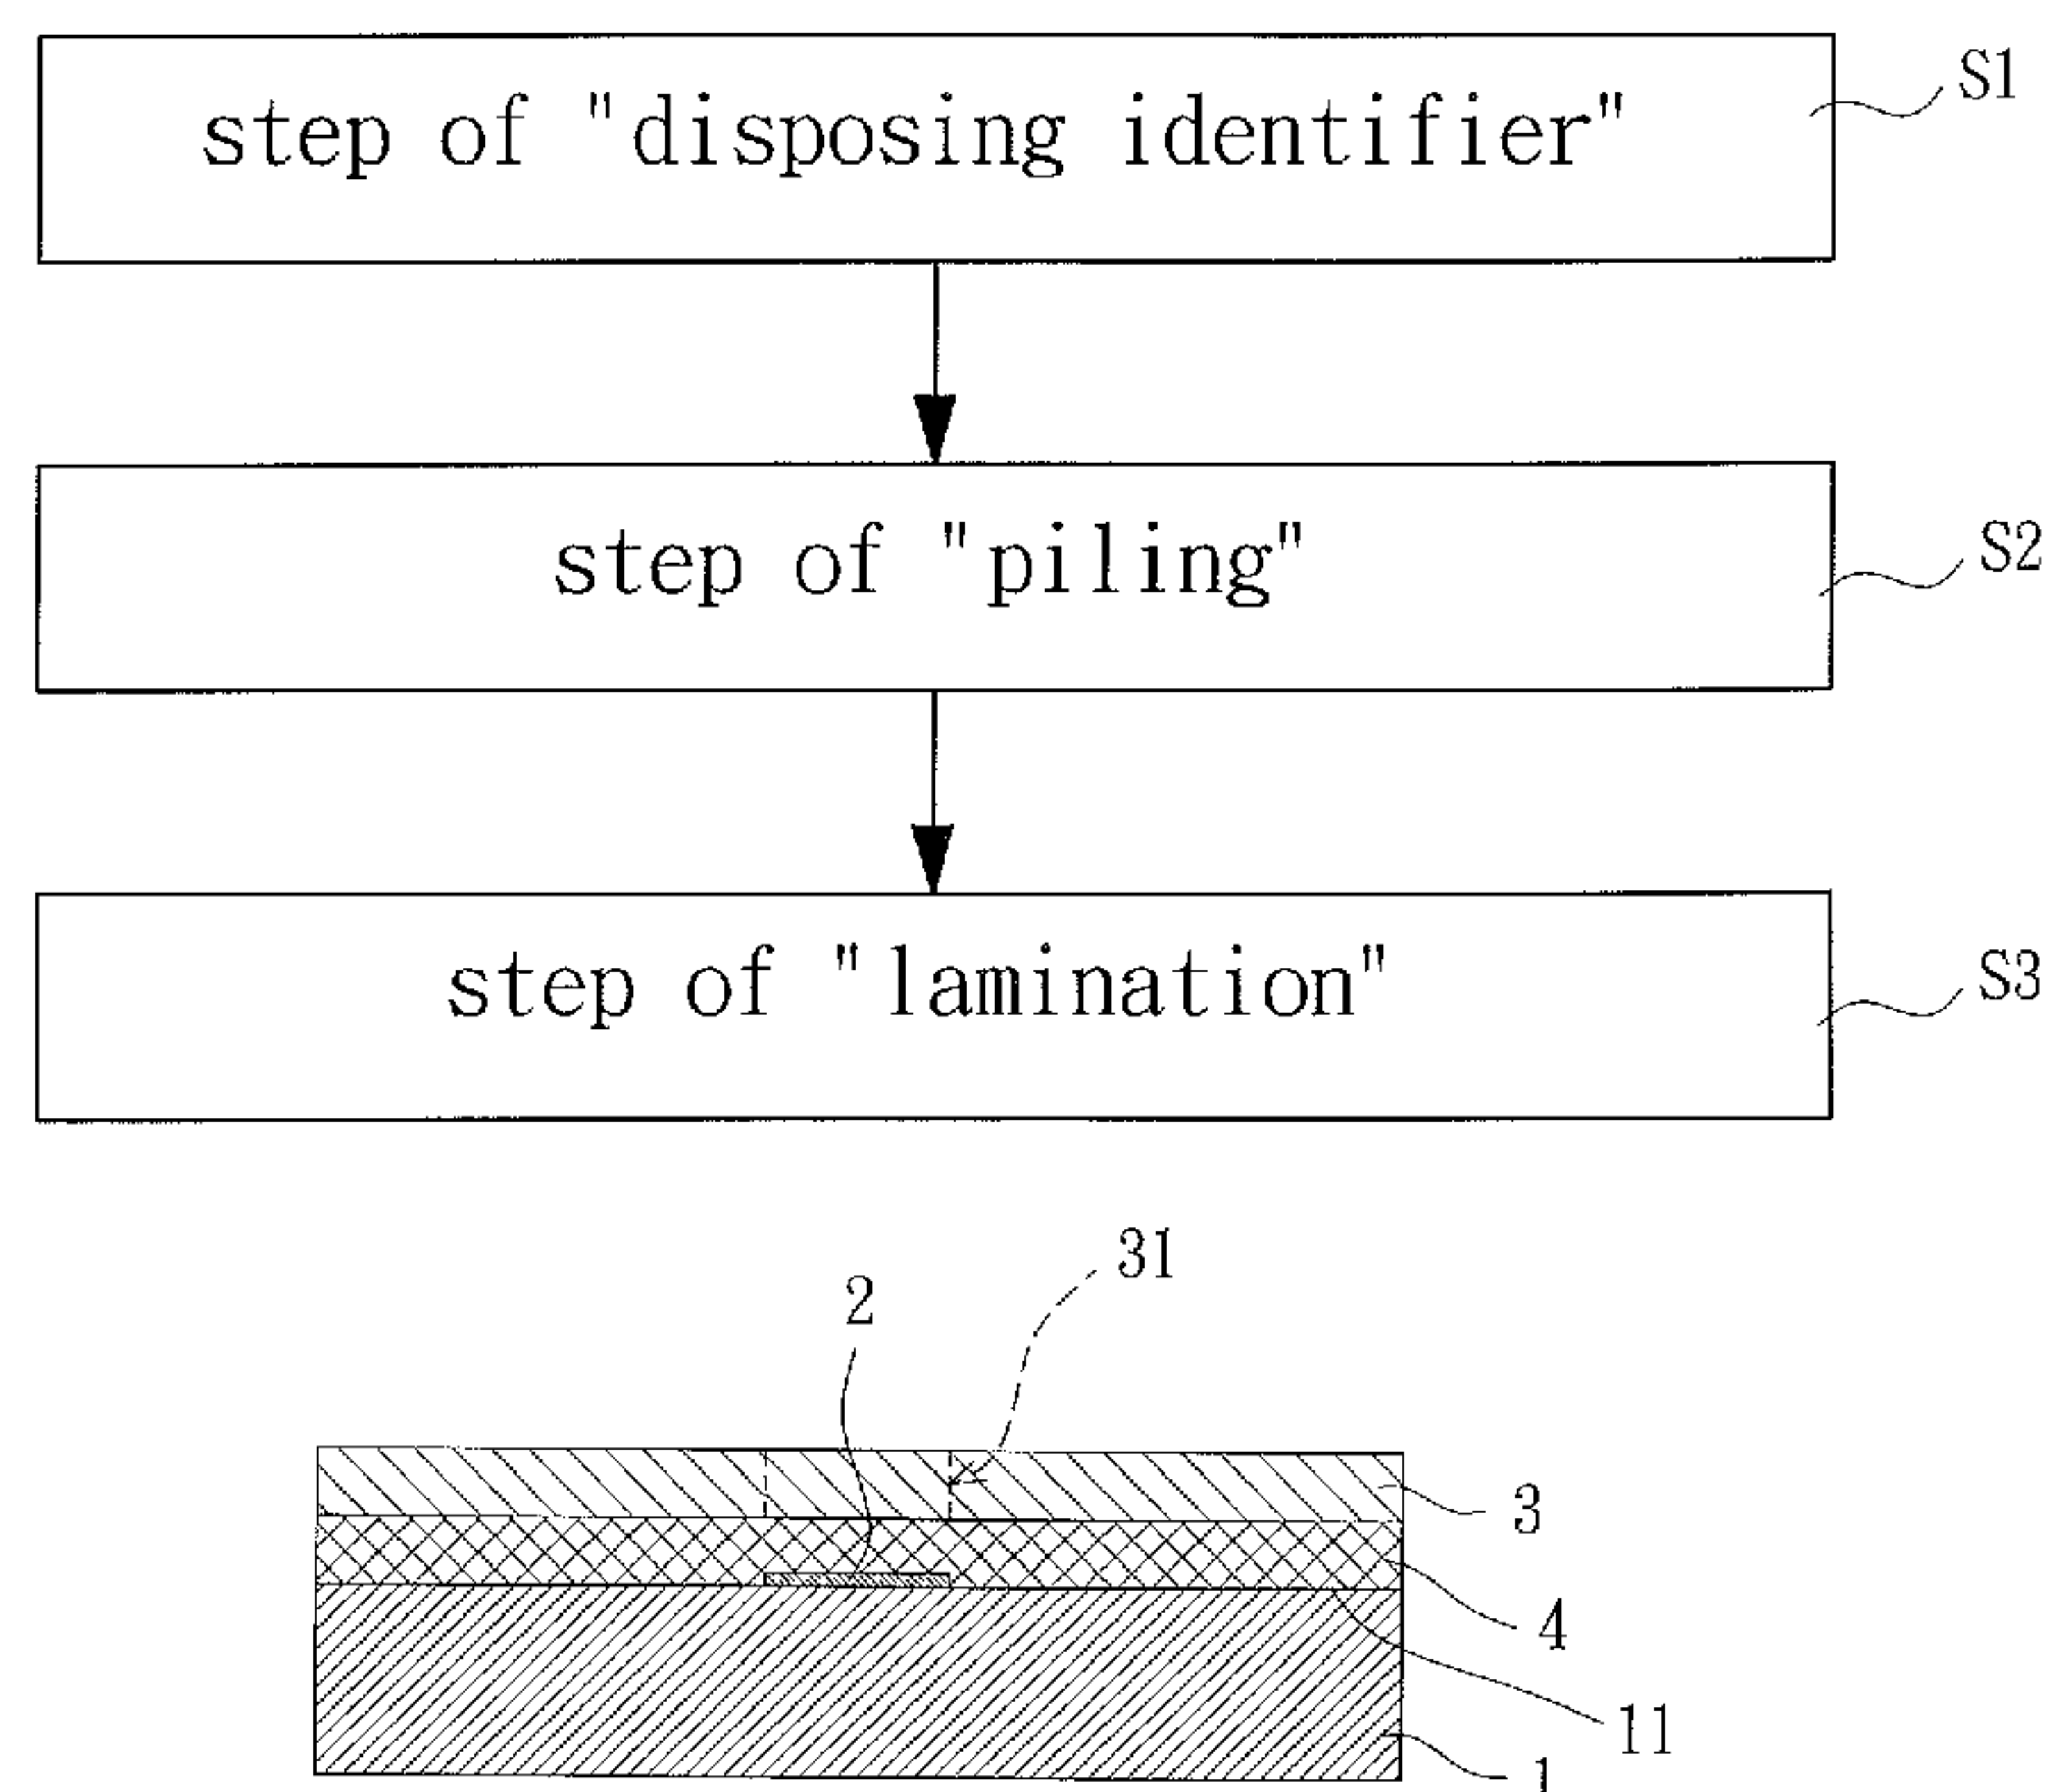 step of "disposing identifier"
S1
step of "piling"
S2
step of "lamination"
S3
31
2
3
4
11
1